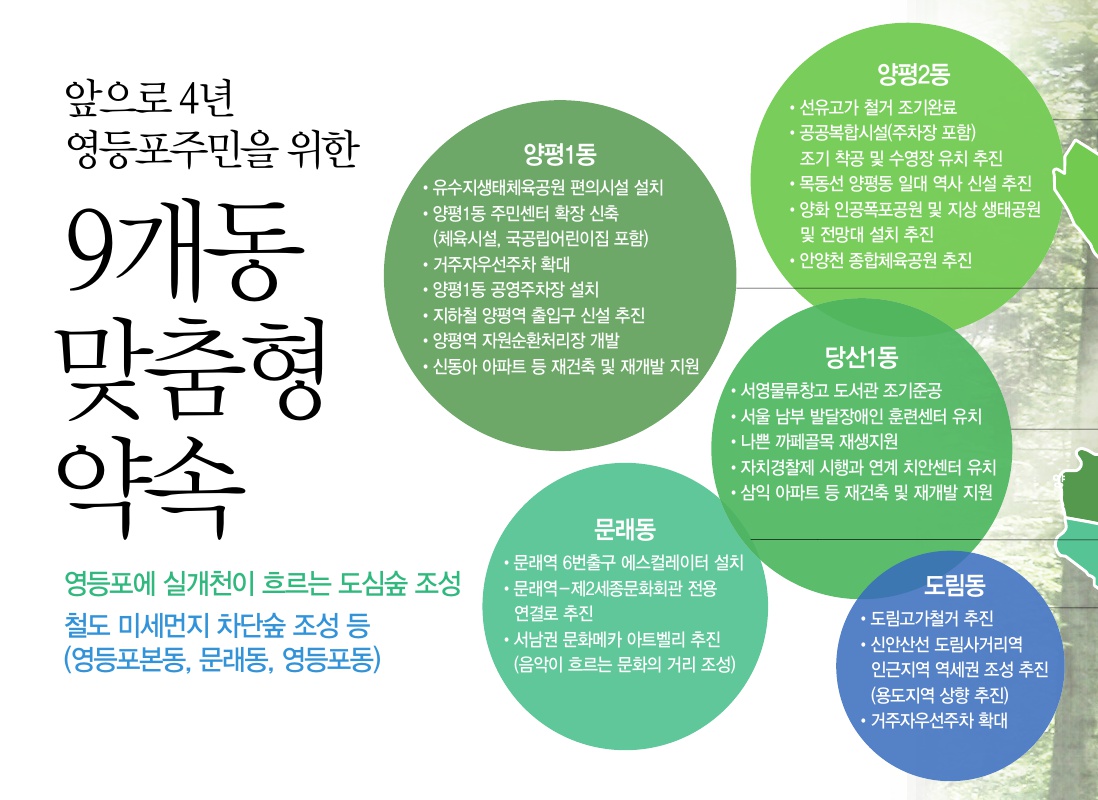 앞으로 4년
영등포주민을 위한
9개동
맞춤형
약속
영등포에 실개천이 흐르는 도심숲 조성
철도 미세먼지 차단숲 조성 등
(영등포본동, 문래동, 영등포동)
양평1동
• 유수지생태체육공원 편의시설 설치
• 양평1동 주민센터 확장 신축
(체육시설, 국공립어린이집 포함)
• 거주자우선주차 확대
• 양평1동 공영주차장 설치
• 지하철 양평역 출입구 신설 추진
• 양평역 자원순환처리장 개발
• 신동아 아파트 등 재건축 및 재개발 지원
양평2동
• 선유고가 철거 조기완료
• 공공복합시설(주차장 포함)
조기 착공 및 수영장 유치 추진
• 목동선 양평동 일대 역사 신설 추진
• 양화 인공폭포공원 및 지상 생태공원
및 전망대 설치 추진
• 안양천 종합체육공원 추진
당산1동
• 서영물류창고 도서관 조기준공
• 서울 남부 발달장애인 훈련센터 유치
• 나쁜 까페골목 재생지원
• 자치경찰제 시행과 연계 치안센터 유치
• 삼익 아파트 등 재건축 및 재개발 지원
문래동
• 문래역 6번출구 에스컬레이터 설치
• 문래역-제2세종문화회관 전용
연결로 추진
• 서남권 문화메카 아트벨리 추진
(음악이 흐르는 문화의 거리 조성)
도림동
• 도림고가철거 추진
• 신안산선 도림사거리역
인근지역 역세권 조성 추진
(용도지역 상향 추진)
• 거주자우선주차 확대